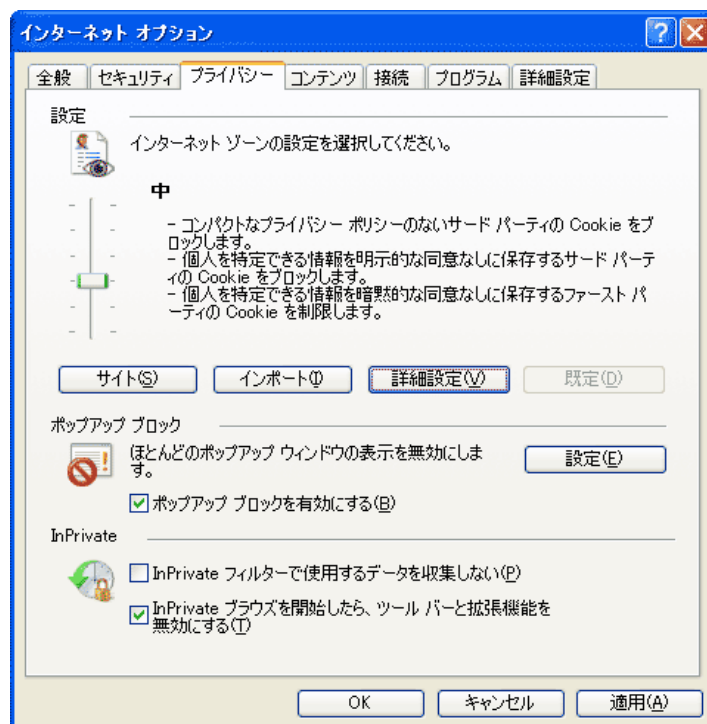 インターネット オプション
全般 セキュリティ プライバシー コンテンツ 接続 プログラム 詳細設定
設定
インターネット ゾーンの設定を選択してください。
中
- コンパクトなプライバシー ポリシーのないサード パーティの Cookie をブ
ロックします。
- 個人を特定できる情報を明示的な同意なしに保存するサード パーテ
ィの Cookie をブロックします。
- 個人を特定できる情報を暗黙的な同意なしに保存するファースト パ
ーティの Cookie を制限します。
サイト(S) インポート(I) 詳細設定(V) 既定(D)
ポップアップ ブロック
ほとんどのポップアップ ウィンドウの表示を無効にしま
す。
設定(E)
ポップアップ ブロックを有効にする(B)
InPrivate
InPrivate フィルターで使用するデータを収集しない(P)
InPrivate ブラウズを開始したら、ツール バーと拡張機能を
無効にする(T)
OK キャンセル 適用(A)